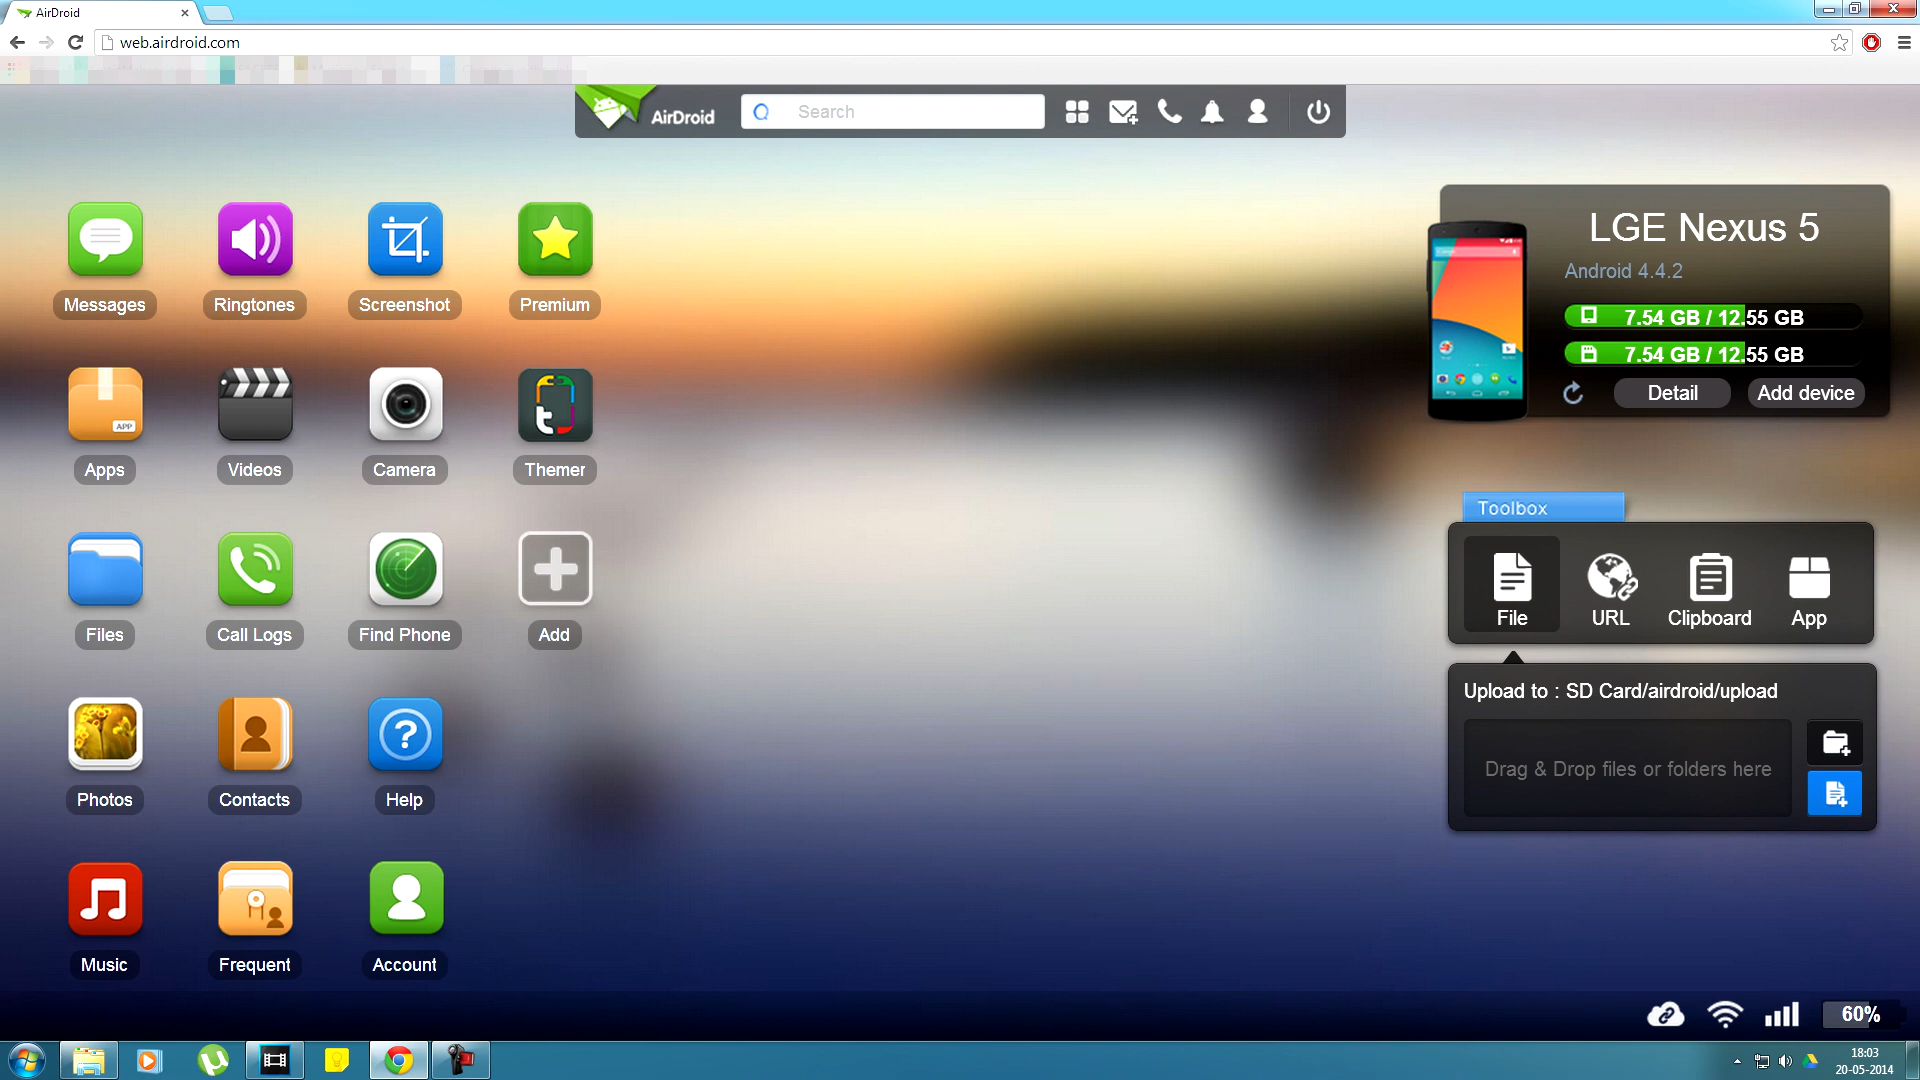 AirDroid
web.airdroid.com
AirDroid
Search
Messages
Ringtones
Screenshot
Premium
LGE Nexus 5
Android 4.4.2
7.54 GB / 12.55 GB
7.54 GB / 12.55 GB
Detail
Add device
APP
Apps
Videos
Camera
t
Themer
Toolbox
File
URL
Clipboard
App
Files
Call Logs
Find Phone
Add
Upload to : SD Card/airdroid/upload
Drag & Drop files or folders here
Photos
Contacts
?
Help
Music
Frequent
Account
60%
18:03
20-05-2014